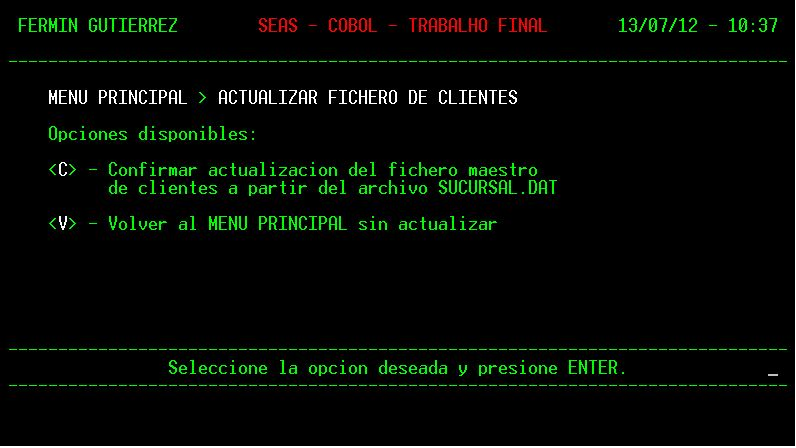 FERMIN GUTIERREZ SEAS - COBOL - TRABALHO FINAL 13/07/12 - 10:37
MENU PRINCIPAL > ACTUALIZAR FICHERO DE CLIENTES
Opciones disponibles:
<C> - Confirmar actualizacion del fichero maestro
de clientes a partir del archivo SUCURSAL.DAT
<V> - Volver al MENU PRINCIPAL sin actualizar
Seleccione la opcion deseada y presione ENTER. _